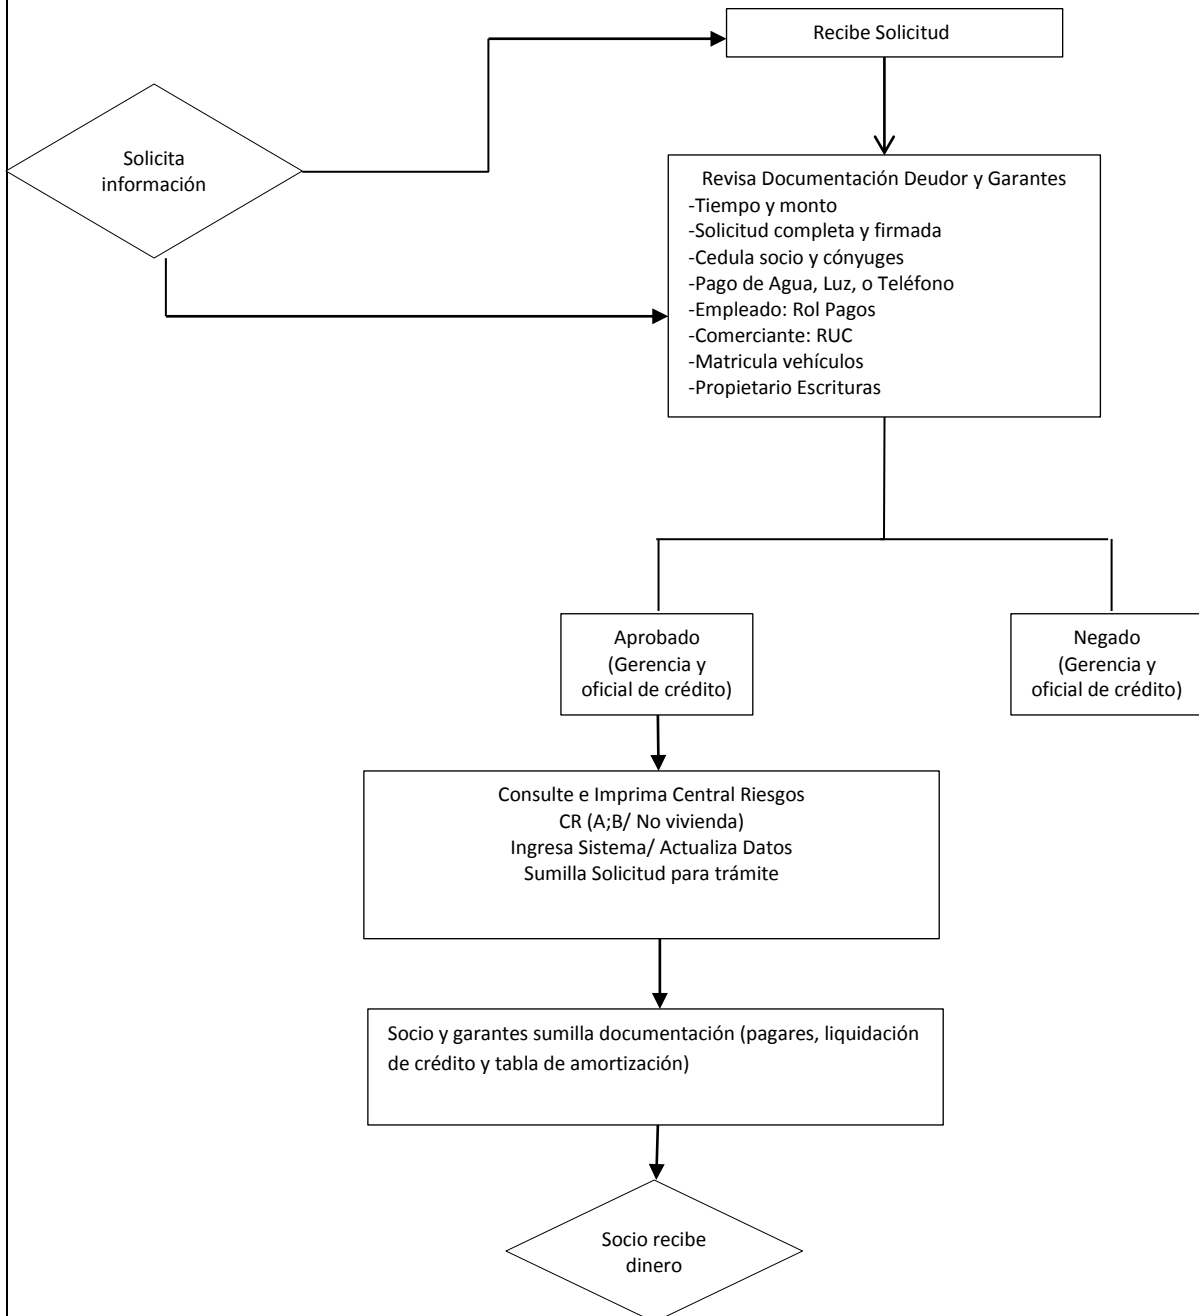 Recibe Solicitud
Solicita
información
Revisa Documentación Deudor y Garantes
-Tiempo y monto
-Solicitud completa y firmada
-Cedula socio y cónyuges
-Pago de Agua, Luz, o Teléfono
-Empleado: Rol Pagos
-Comerciante: RUC
-Matricula vehículos
-Propietario Escrituras
Aprobado
(Gerencia y
oficial de crédito)
Negado
(Gerencia y
oficial de crédito)
Consulte e Imprima Central Riesgos
CR (A;B/ No vivienda)
Ingresa Sistema/ Actualiza Datos
Sumilla Solicitud para trámite
Socio y garantes sumilla documentación (pagares, liquidación
de crédito y tabla de amortización)
Socio recibe
dinero